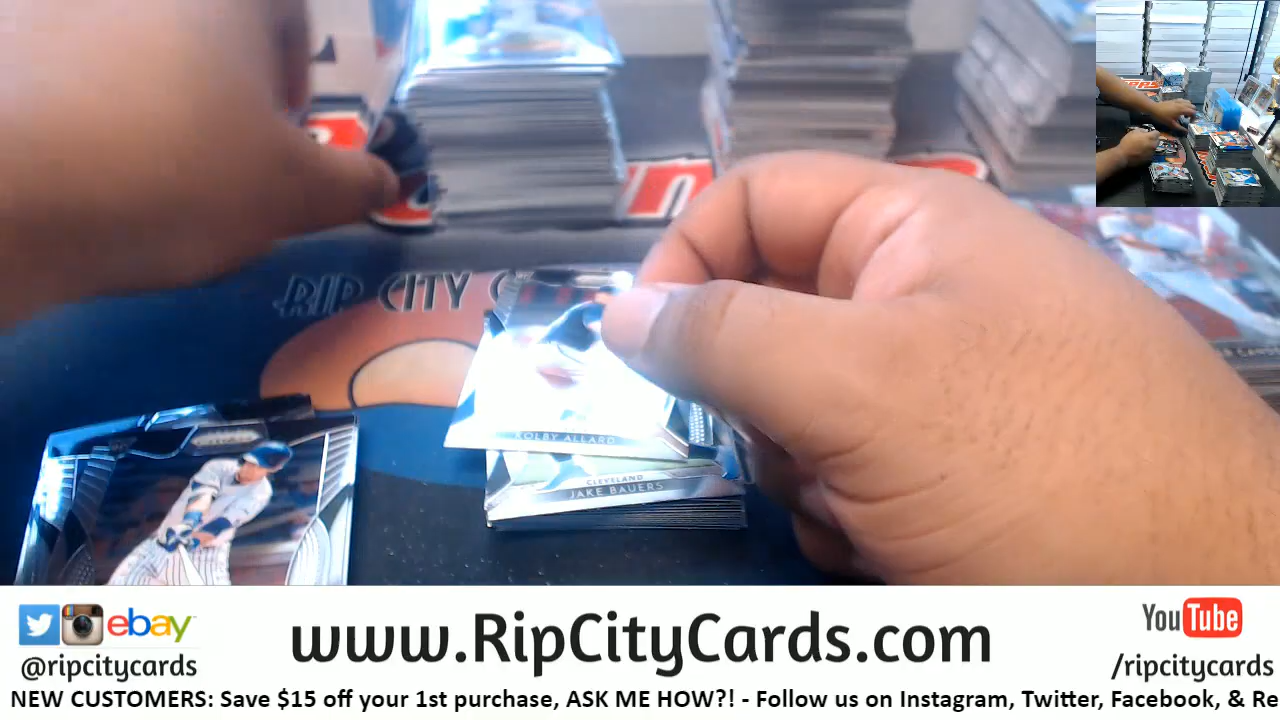 RIP CITY
KOLBY ALLARD
CLEVELAND
JAKE BAUERS
PRIZM
ebay
@ripcitycards
www.RipCityCards.com
YouTube
/ripcitycards
NEW CUSTOMERS: Save $15 off your 1st purchase, ASK ME HOW?! - Follow us on Instagram, Twitter, Facebook, & Re